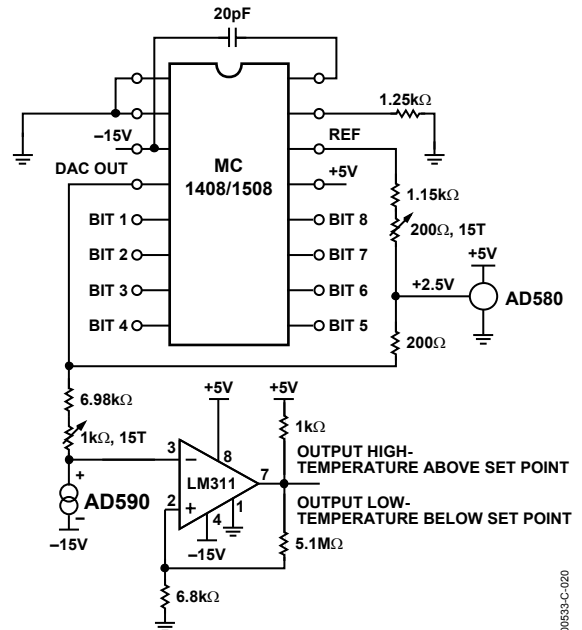 20pF
1.25kΩ
–15V
REF
DAC OUT
MC
1408/1508
+5V
1.15kΩ
BIT 1
BIT 8
200Ω, 15T
BIT 2
BIT 7
+5V
BIT 3
BIT 6
+2.5V
AD580
BIT 4
BIT 5
200Ω
6.98kΩ
+5V
+5V
1kΩ, 15T
1kΩ
3
8
OUTPUT HIGH-
TEMPERATURE ABOVE SET POINT
+
–
LM311
7
AD590
2
+
1
OUTPUT LOW-
TEMPERATURE BELOW SET POINT
–
4
–15V
–15V
5.1MΩ
6.8kΩ
00533-C-020